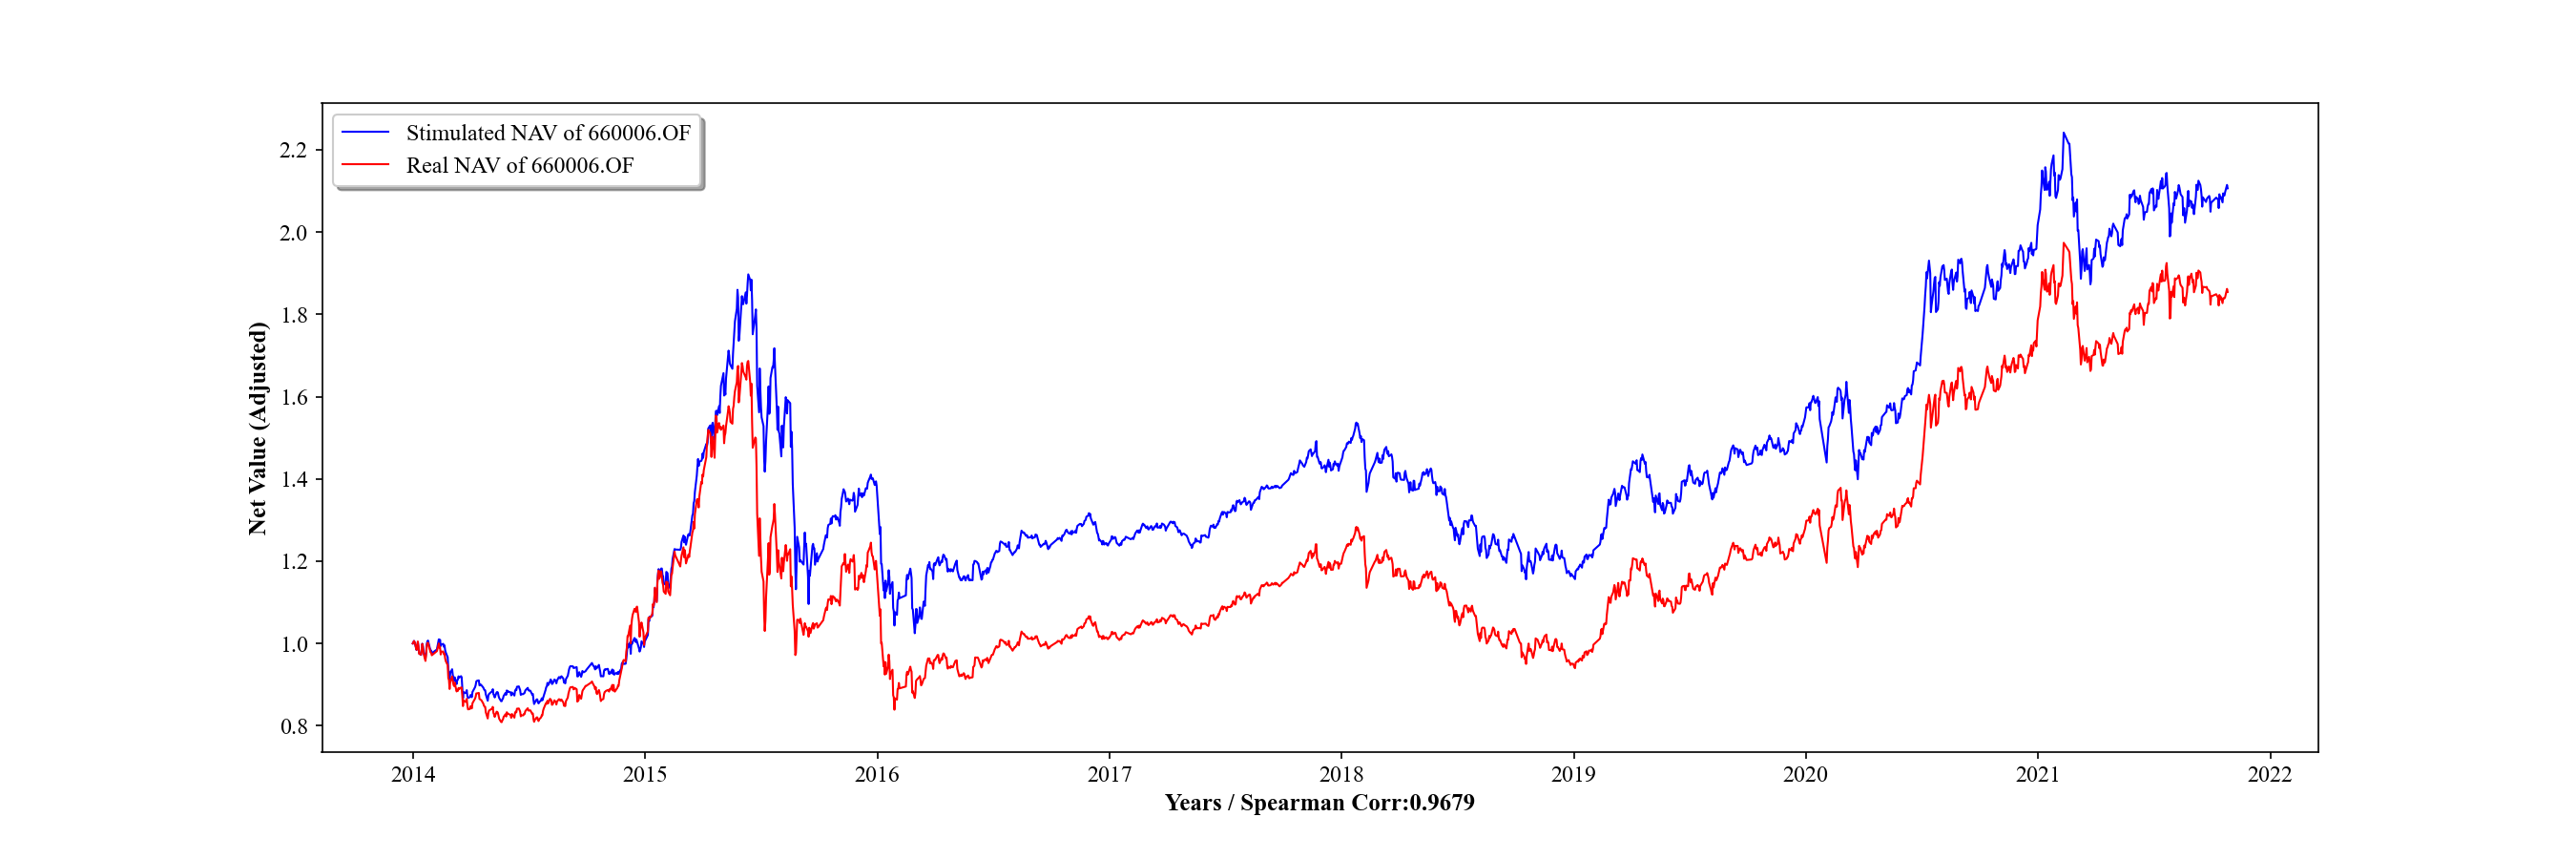 Stimulated NAV of 660006.OF
Real NAV of 660006.OF
Net Value (Adjusted)
2.2
2.0
1.8
1.6
1.4
1.2
1.0
0.8
2014 2015 2016 2017 2018 2019 2020 2021 2022
Years / Spearman Corr:0.9679